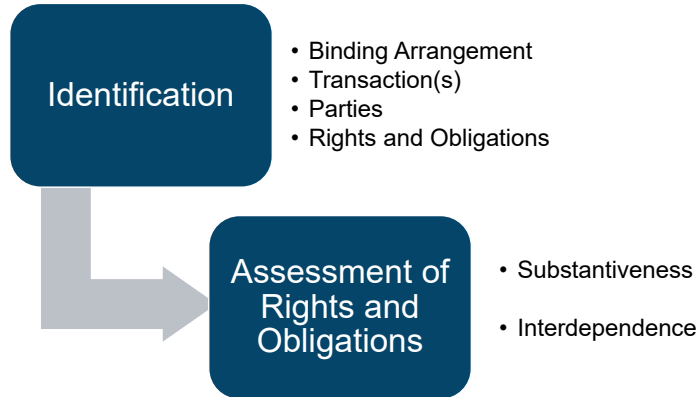 Identification
• Binding Arrangement
• Transaction(s)
• Parties
• Rights and Obligations
Assessment of
Rights and
Obligations
• Substantiveness
• Interdependence